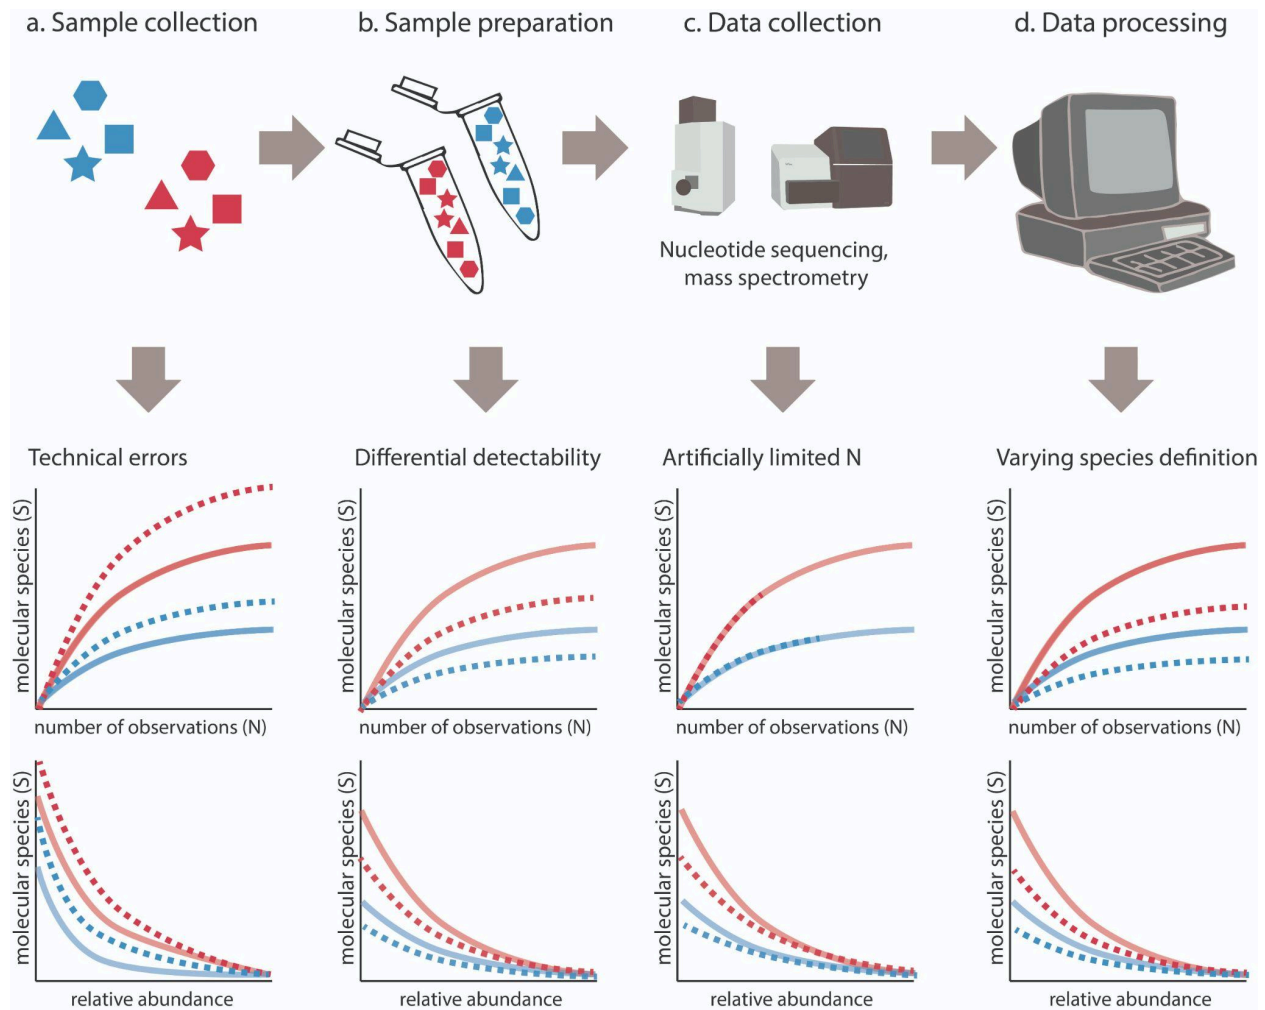 a. Sample collection
b. Sample preparation
c. Data collection
d. Data processing
Nucleotide sequencing,
mass spectrometry
Technical errors
Differential detectability
Artificially limited N
Varying species definition
molecular species (S)
molecular species (S)
molecular species (S)
molecular species (S)
number of observations (N)
number of observations (N)
number of observations (N)
number of observations (N)
molecular species (S)
molecular species (S)
molecular species (S)
molecular species (S)
relative abundance
relative abundance
relative abundance
relative abundance